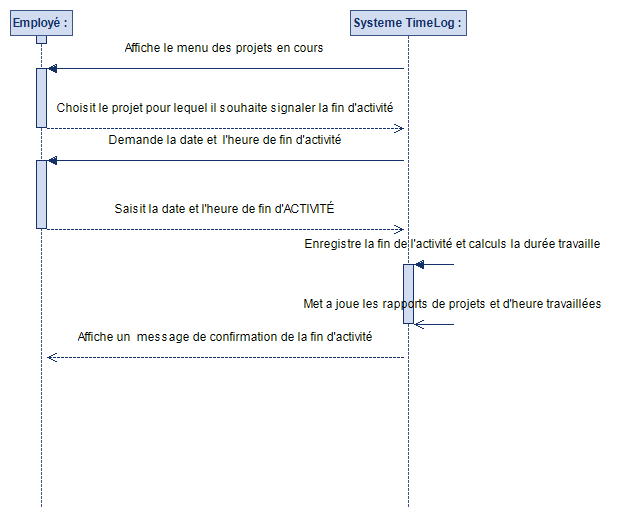 Employé :
Systeme TimeLog :
Affiche le menu des projets en cours
Choisit le projet pour lequel il souhaite signaler la fin d'activité
Demande la date et l'heure de fin d'activité
Saisit la date et l'heure de fin d'ACTIVITÉ
Enregistre la fin de l'activité et calculs la durée travaille
Met a joue les rapports de projets et d'heure travaillées
Affiche un message de confirmation de la fin d'activité